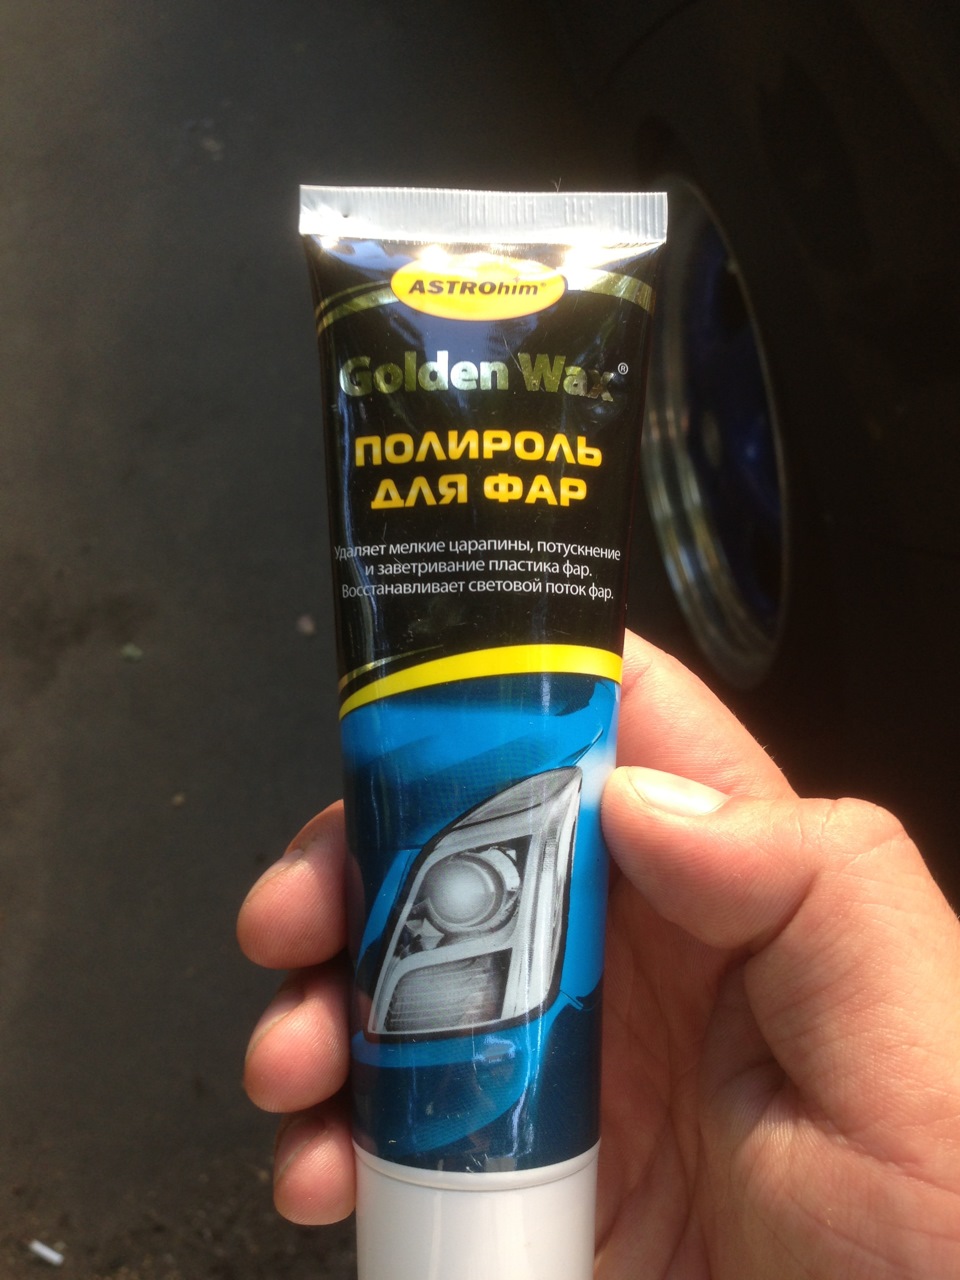 ASTROhim
Golden Wax®
ПОЛИРОЛЬ
ДЛЯ ФАР
Удаляет мелкие царапины, потускнение
и заветривание пластика фар.
Восстанавливает световой поток фар.